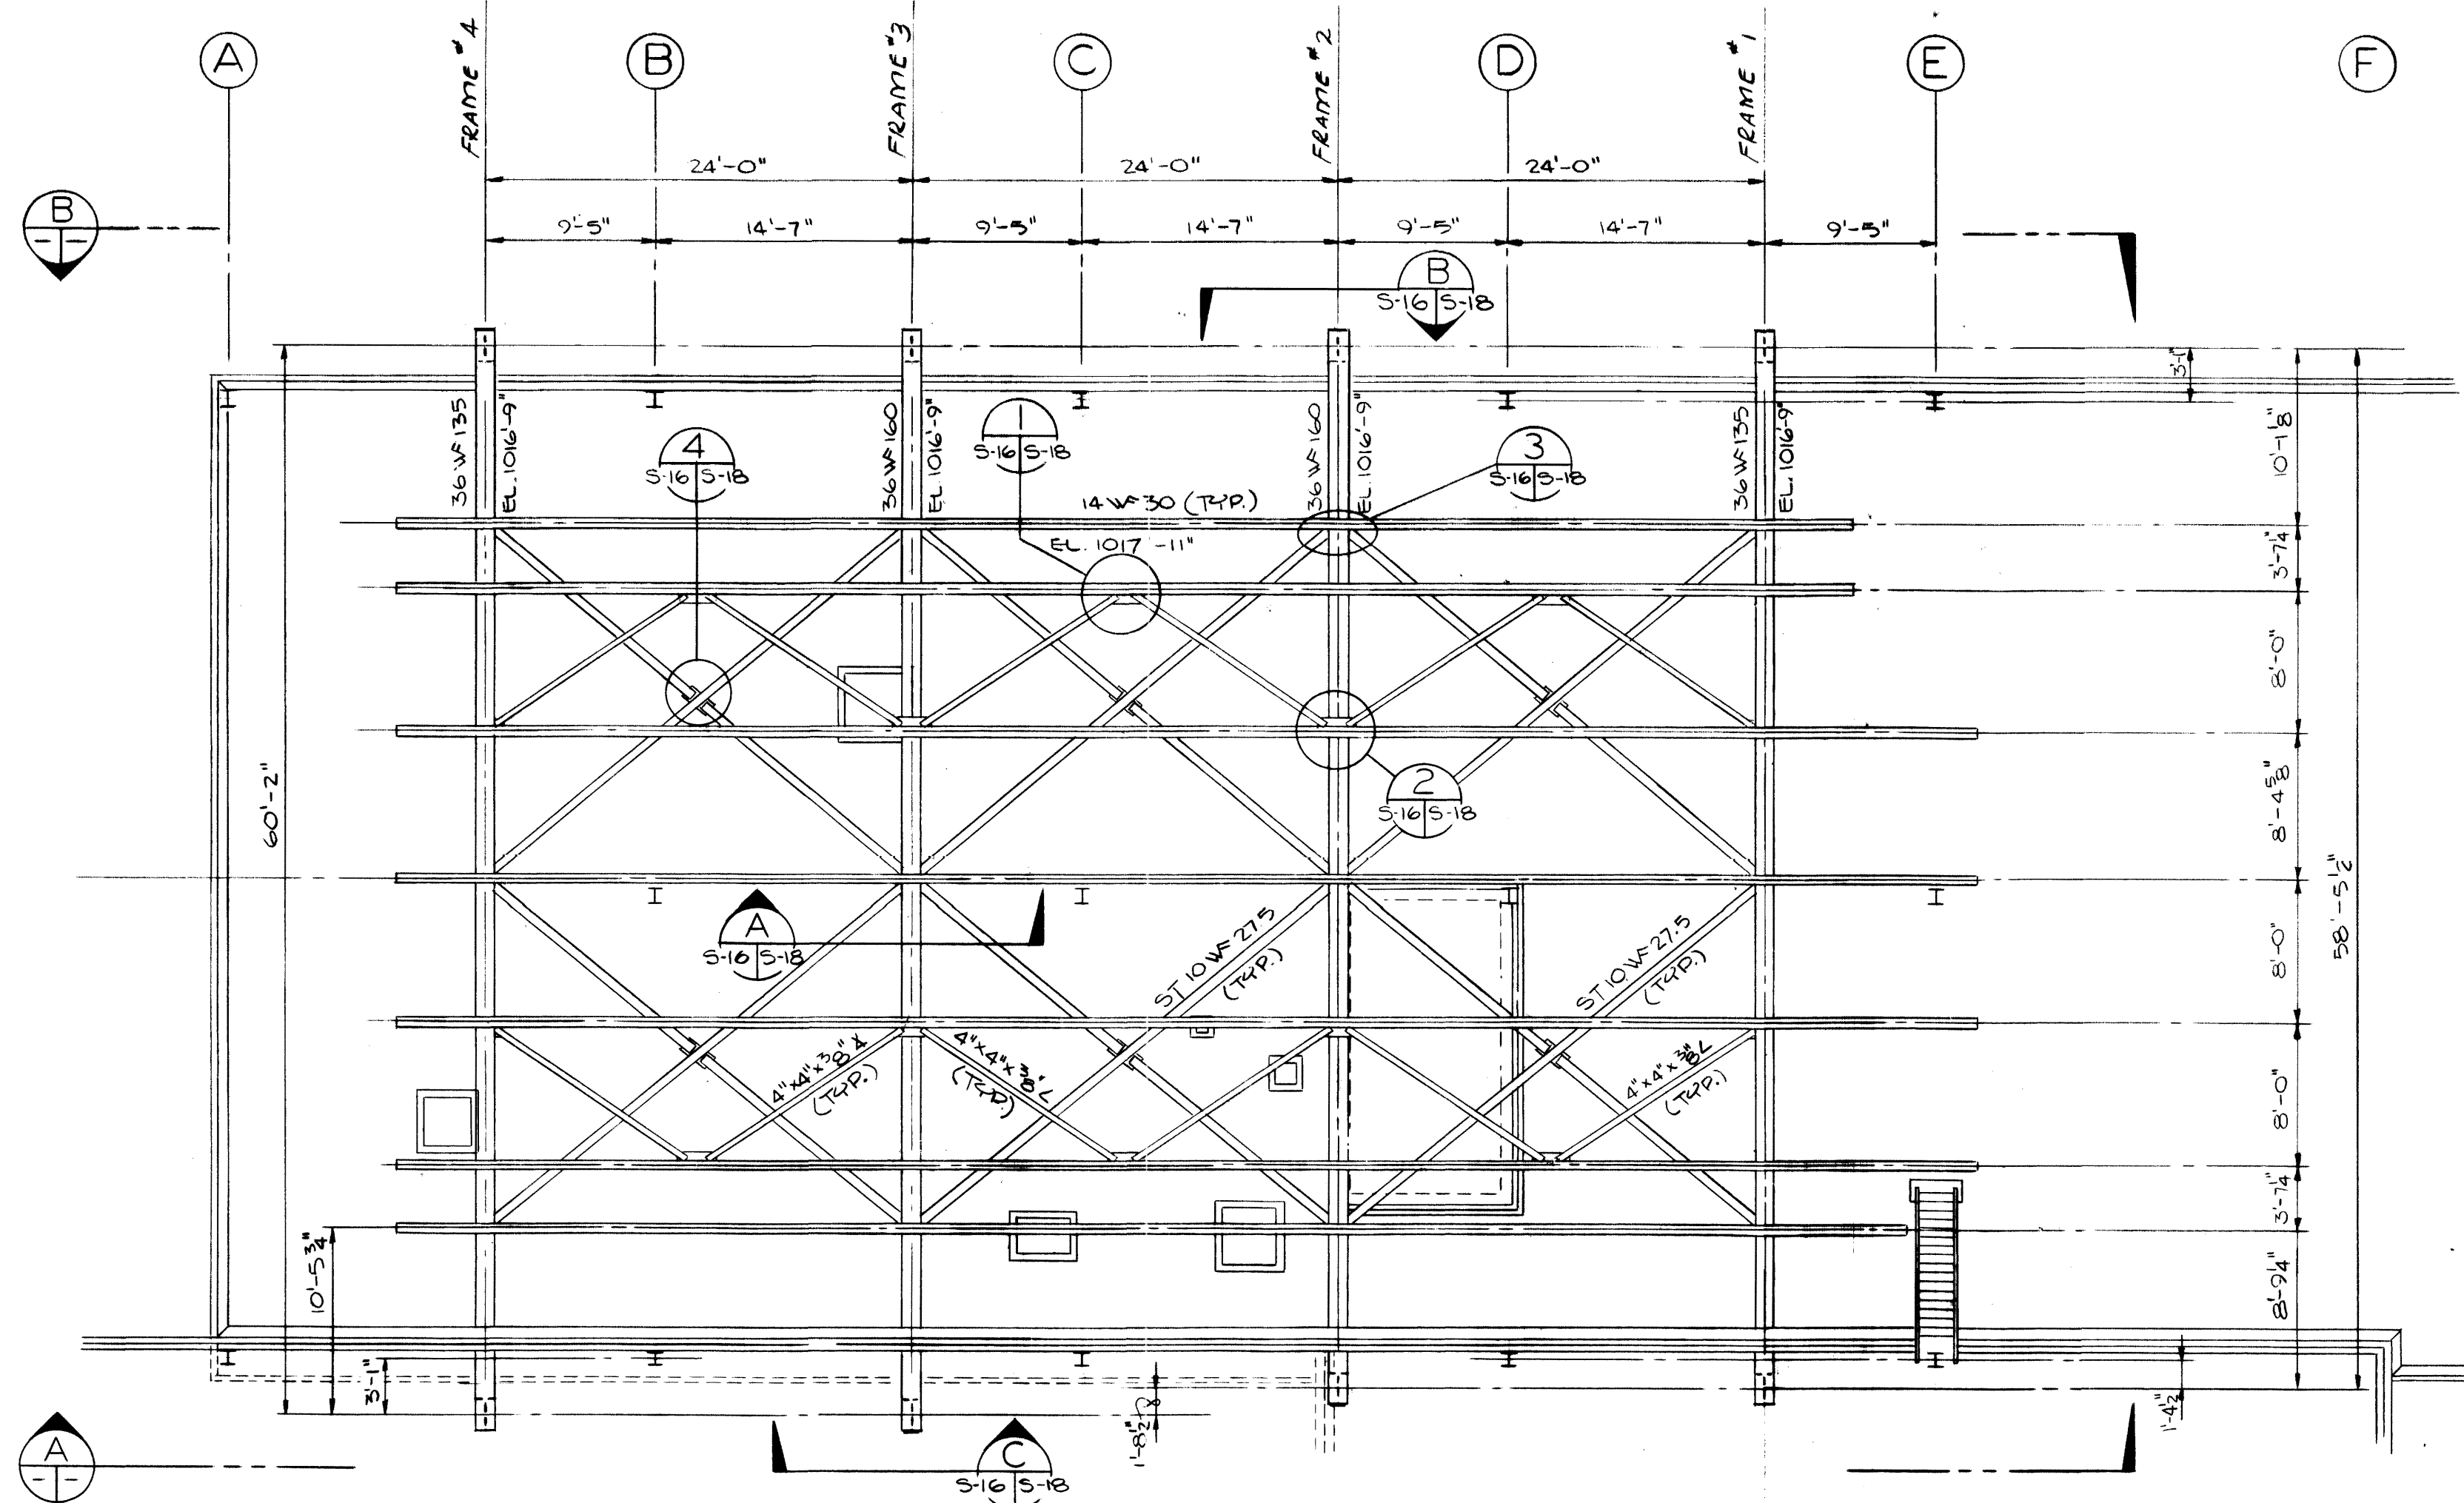 A
FRAME #4
B
FRAME #3
C
FRAME #2
D
FRAME #1
E
F
24'-0"
24'-0"
24'-0"
9'-5"
14'-7"
9'-5"
14'-7"
9'-5"
14'-7"
9'-5"
B
B
S-16 S-18
3'-1"
36 WF 135
EL. 1016'-9"
36 WF 160
EL. 1016'-9"
36 WF 160
EL. 1016'-9"
36 WF 135
EL. 1016'-9"
4
S-16 S-18
1
S-16 S-18
3
S-16 S-18
14 WF 30 (TYP.)
EL. 1017'-11"
10'-1 1/8"
3'-7 1/4"
8'-0"
8'-4 5/8"
8'-0"
8'-0"
3'-7 1/4"
8'-9 1/4"
58'-5 1/2"
60'-2"
2
S-16 S-18
A
S-16 S-18
ST 10 WF 27.5
(TYP.)
ST 10 WF 27.5
(TYP.)
4"x4"x3/8"
(TYP.)
4"x4"x3/8" L
(TYP.)
4"x4"x3/8" L
(TYP.)
10'-5 3/4"
3'-1"
1'-4 1/2"
A
C
S-16 S-18